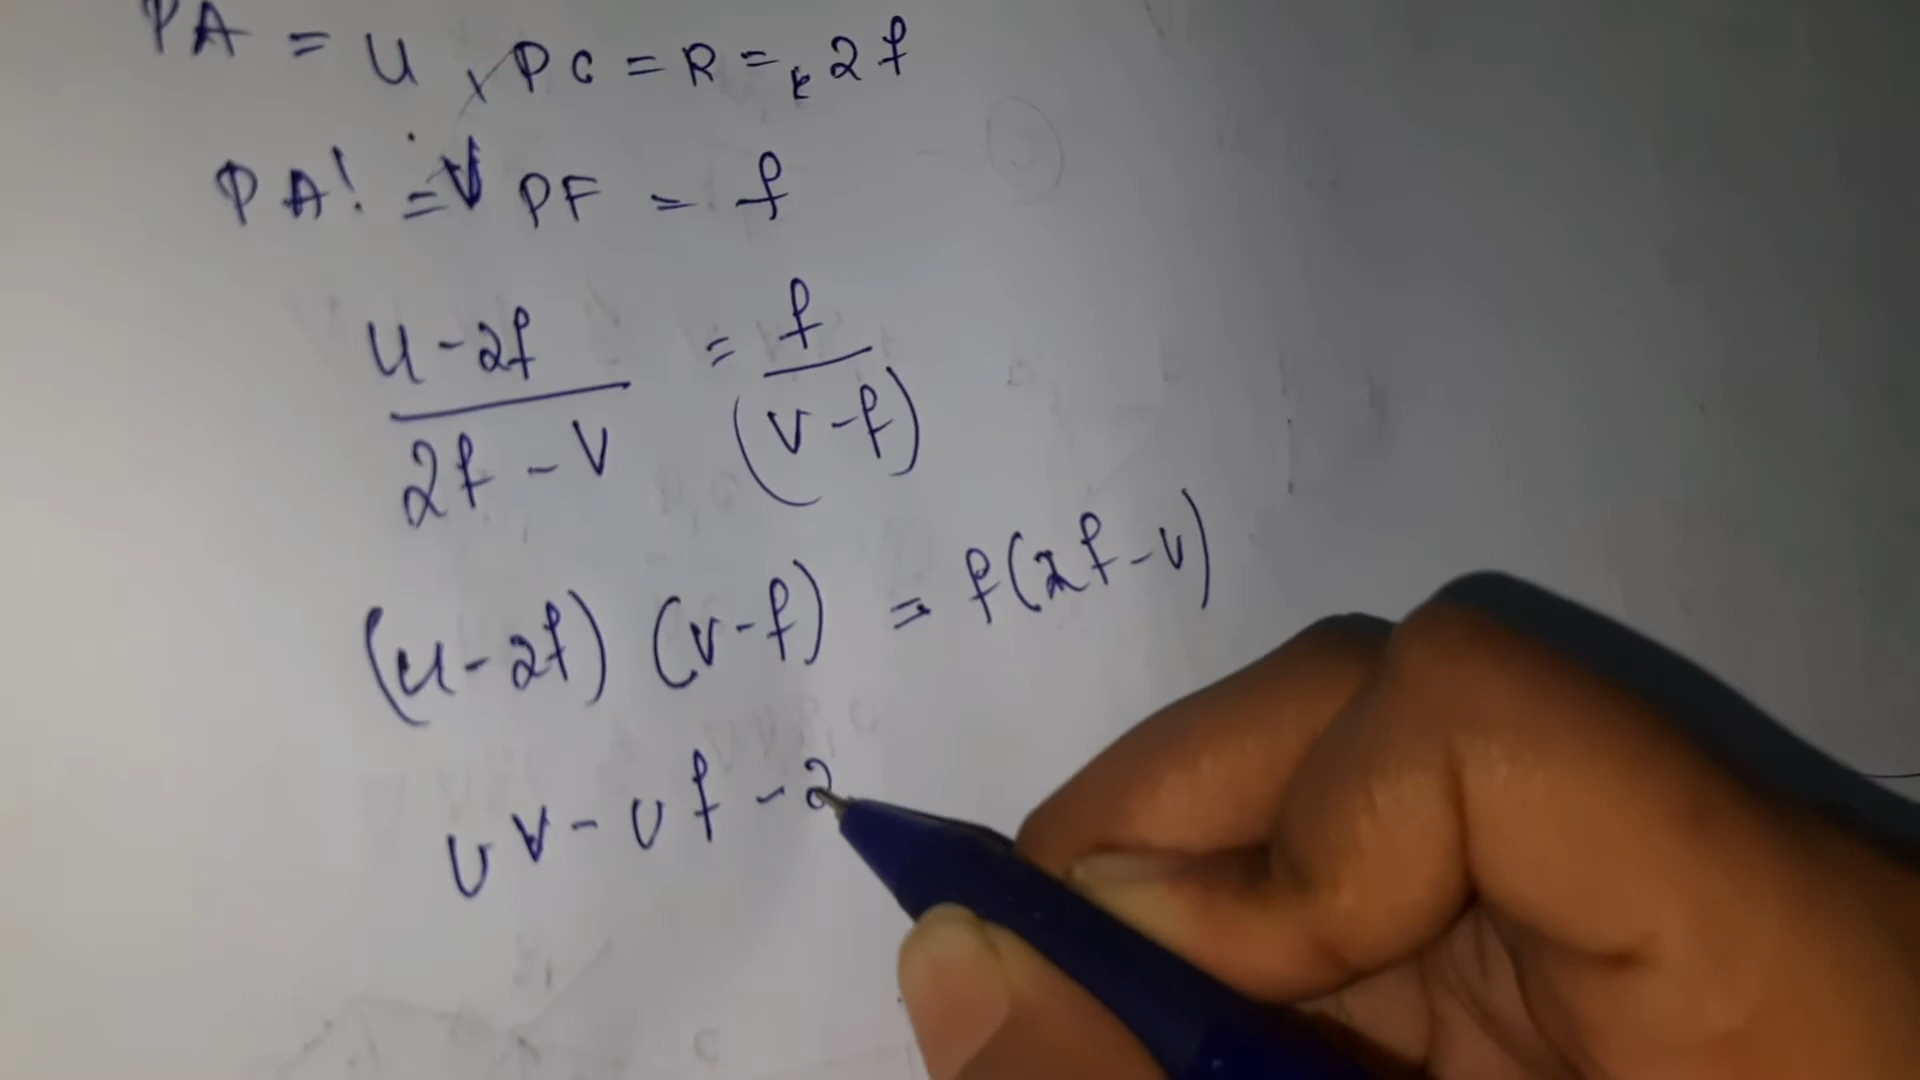 PA = u, PC = R = 2f
PA' = V PF = f
u - 2f / 2f - v = f / (v - f)
(u - 2f) (v - f) = f(2f - v)
uv - uf - 2